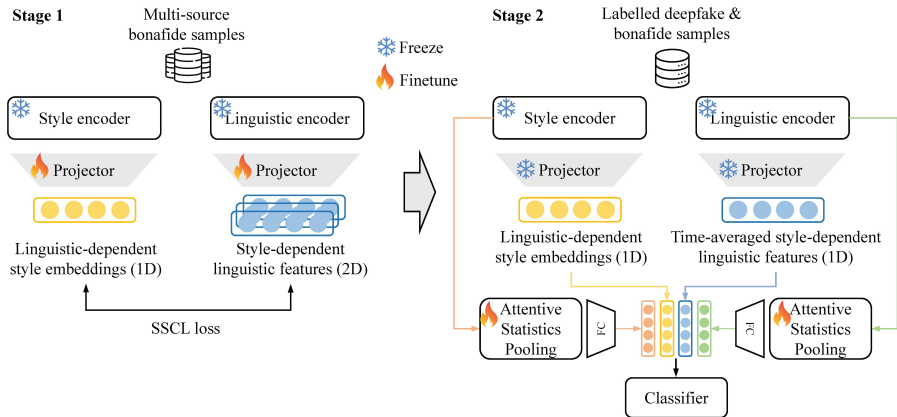 Stage 1
Multi-source
bonafide samples
Style encoder
Linguistic encoder
Projector
Projector
Linguistic-dependent
style embeddings (1D)
Style-dependent
linguistic features (2D)
SSCL loss
Freeze
Finetune
Stage 2
Labelled deepfake &
bonafide samples
Style encoder
Linguistic encoder
Projector
Projector
Linguistic-dependent
style embeddings (1D)
Time-averaged style-dependent
linguistic features (1D)
Attentive
Statistics
Pooling
FC
FC
Attentive
Statistics
Pooling
Classifier